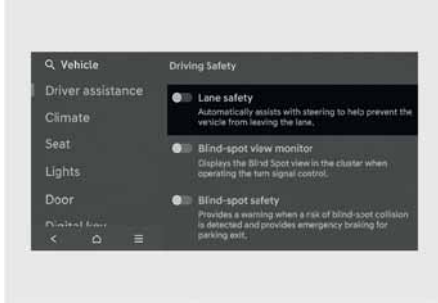 Vehicle
Driver assistance
Climate
Seat
Lights
Door
Digital key
Driving Safety
Lane safety
Automatically assists with steering to help prevent the
vehicle from leaving the lane.
Blind-spot view monitor
Displays the Blind Spot view in the cluster when
operating the turn signal control.
Blind-spot safety
Provides a warning when a risk of blind-spot collision
is detected and provides emergency braking for
parking exit.